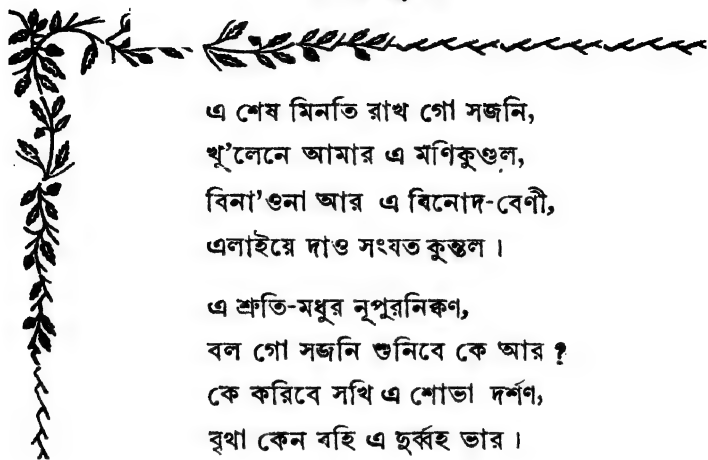 এ শেষ মিনতি রাখ গো সজনি,
খু'লেনে আমার এ মণিকুণ্ডল,
বিনা'ওনা আর এ বিনোদ-বেণী,
এলাইয়ে দাও সংযত কুন্তল।
এ শ্রুতি-মধুর নূপুরনিক্কণ,
বল গো সজনি শুনিবে কে আর ?
কে করিবে সখি এ শোভা দর্শণ,
বৃথা কেন বহি এ দুর্ব্বহ ভার।